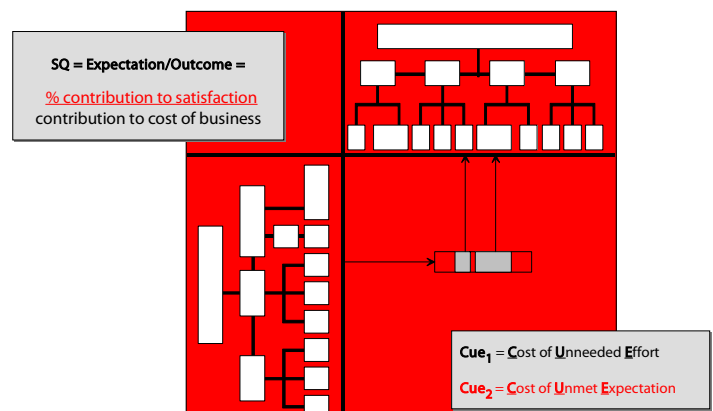 SQ = Expectation/Outcome =
% contribution to satisfaction
contribution to cost of business
Cue1 = Cost of Unneeded Effort
Cue2 = Cost of Unmet Expectation